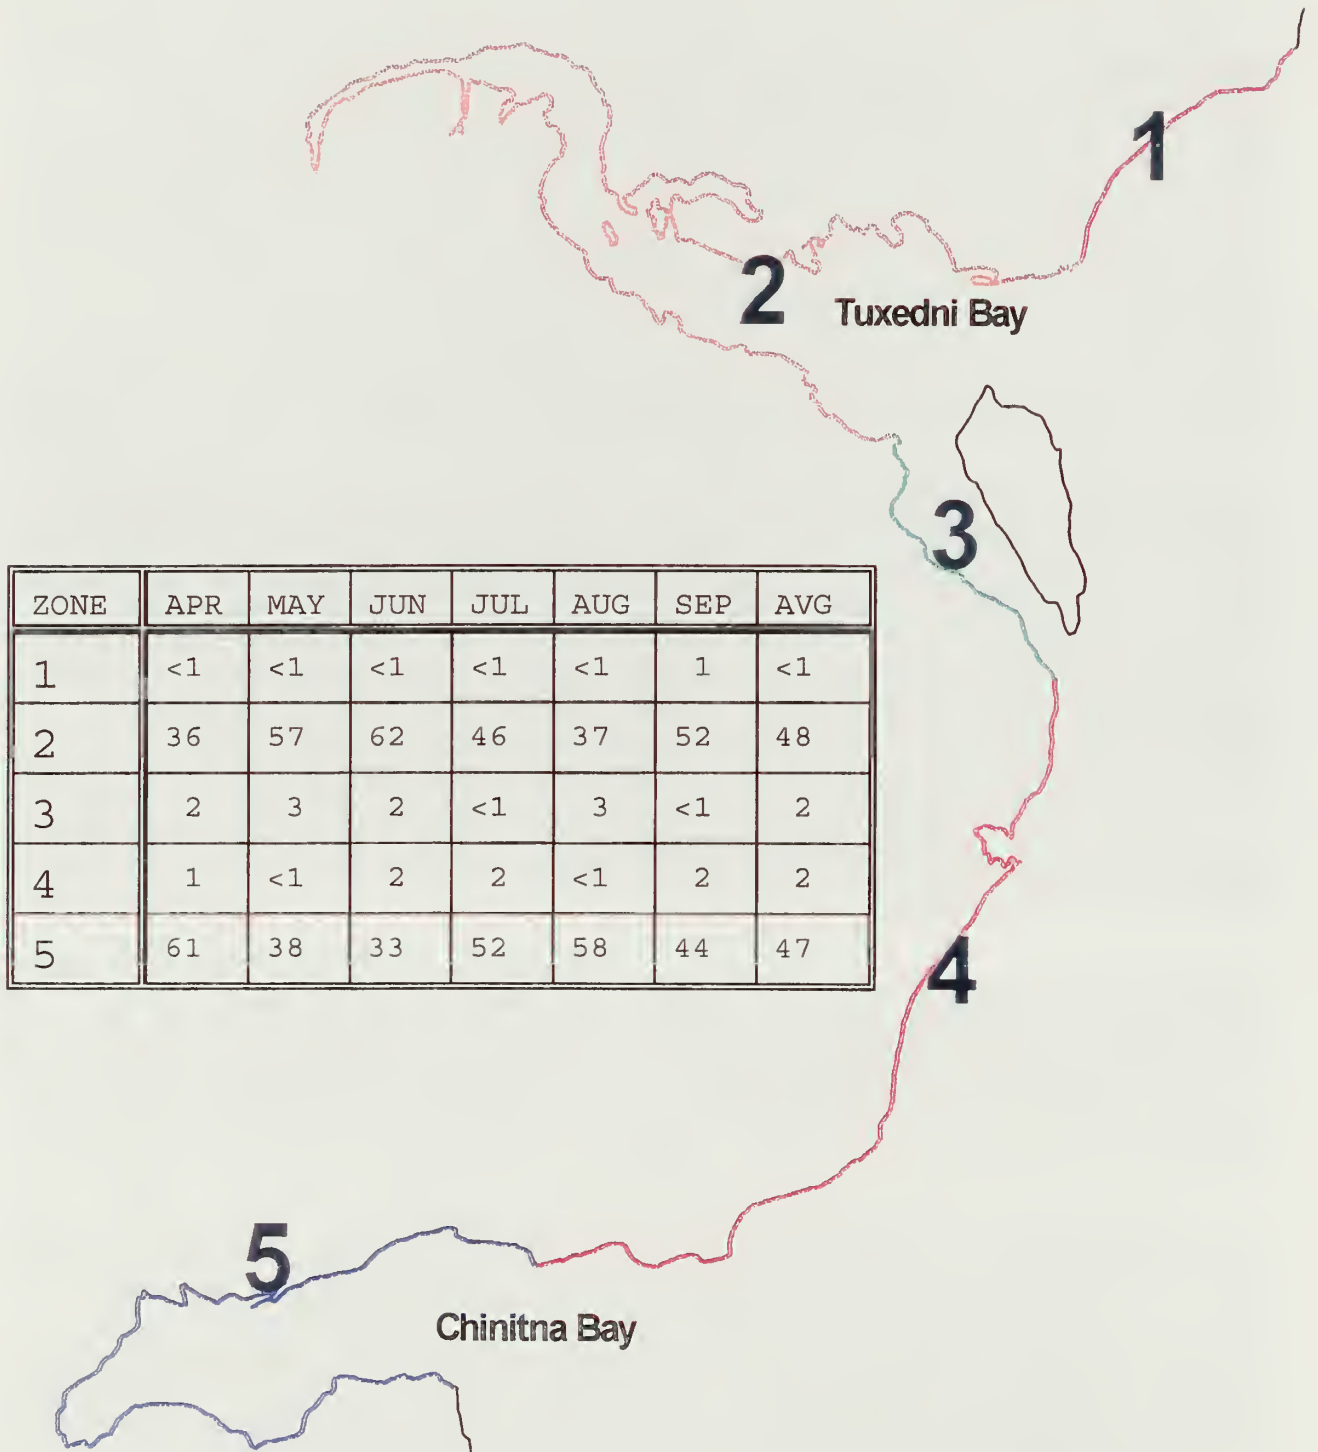 1
2
Tuxedni Bay
3
ZONE APR MAY JUN JUL AUG SEP AVG
1 <1 <1 <1 <1 <1 1 <1
2 36 57 62 46 37 52 48
3 2 3 2 <1 3 <1 2
4 1 <1 2 2 <1 2 2
5 61 38 33 52 58 44 47
4
5
Chinitna Bay